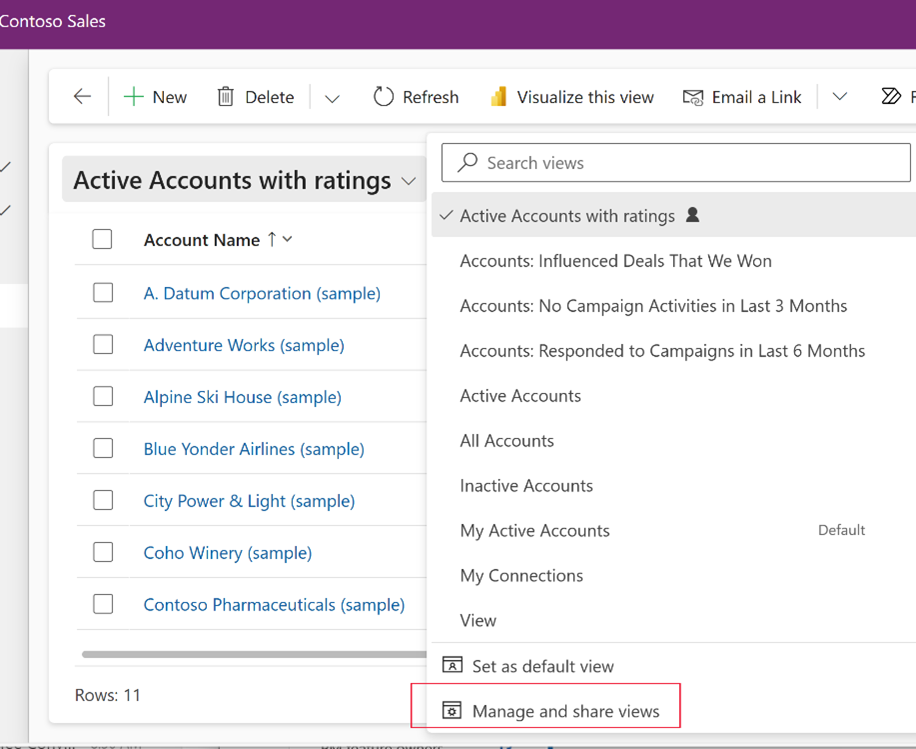 Contoso Sales
New Delete Refresh Visualize this view Email a Link
Active Accounts with ratings
Account Name
A. Datum Corporation (sample)
Adventure Works (sample)
Alpine Ski House (sample)
Blue Yonder Airlines (sample)
City Power & Light (sample)
Coho Winery (sample)
Contoso Pharmaceuticals (sample)
Rows: 11
Search views
Active Accounts with ratings
Accounts: Influenced Deals That We Won
Accounts: No Campaign Activities in Last 3 Months
Accounts: Responded to Campaigns in Last 6 Months
Active Accounts
All Accounts
Inactive Accounts
My Active Accounts Default
My Connections
View
Set as default view
Manage and share views